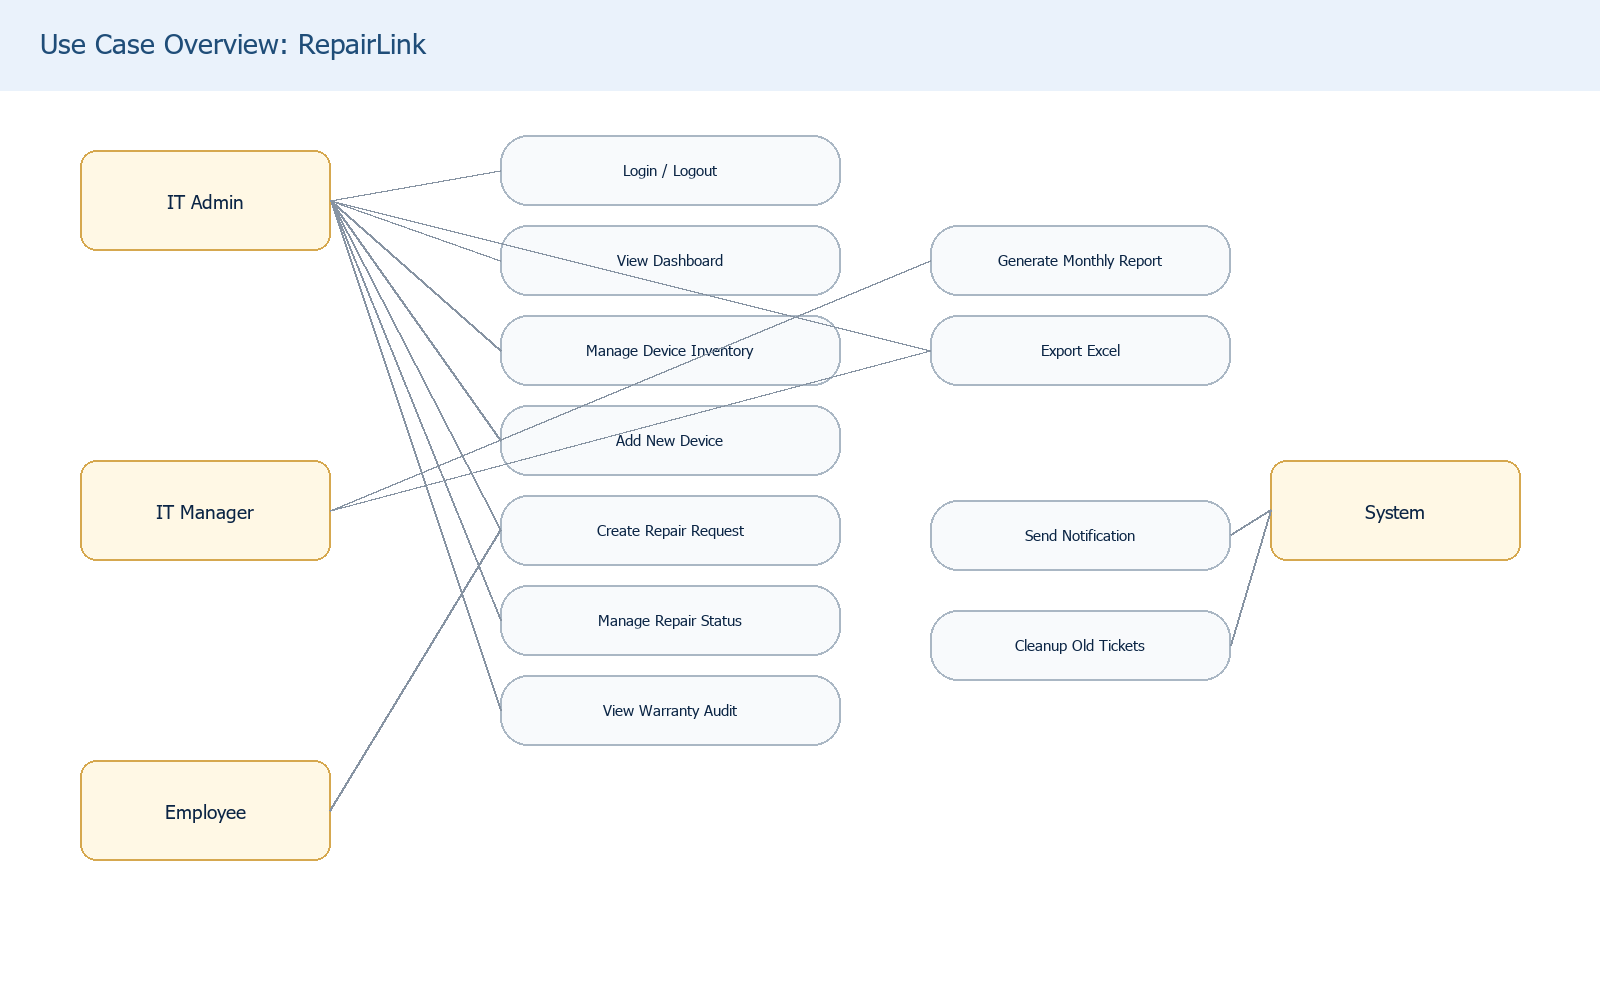 Use Case Overview: RepairLink
IT Admin
Login / Logout
View Dashboard
Generate Monthly Report
Manage Device Inventory
Export Excel
Add New Device
IT Manager
Create Repair Request
Send Notification
System
Manage Repair Status
Cleanup Old Tickets
View Warranty Audit
Employee